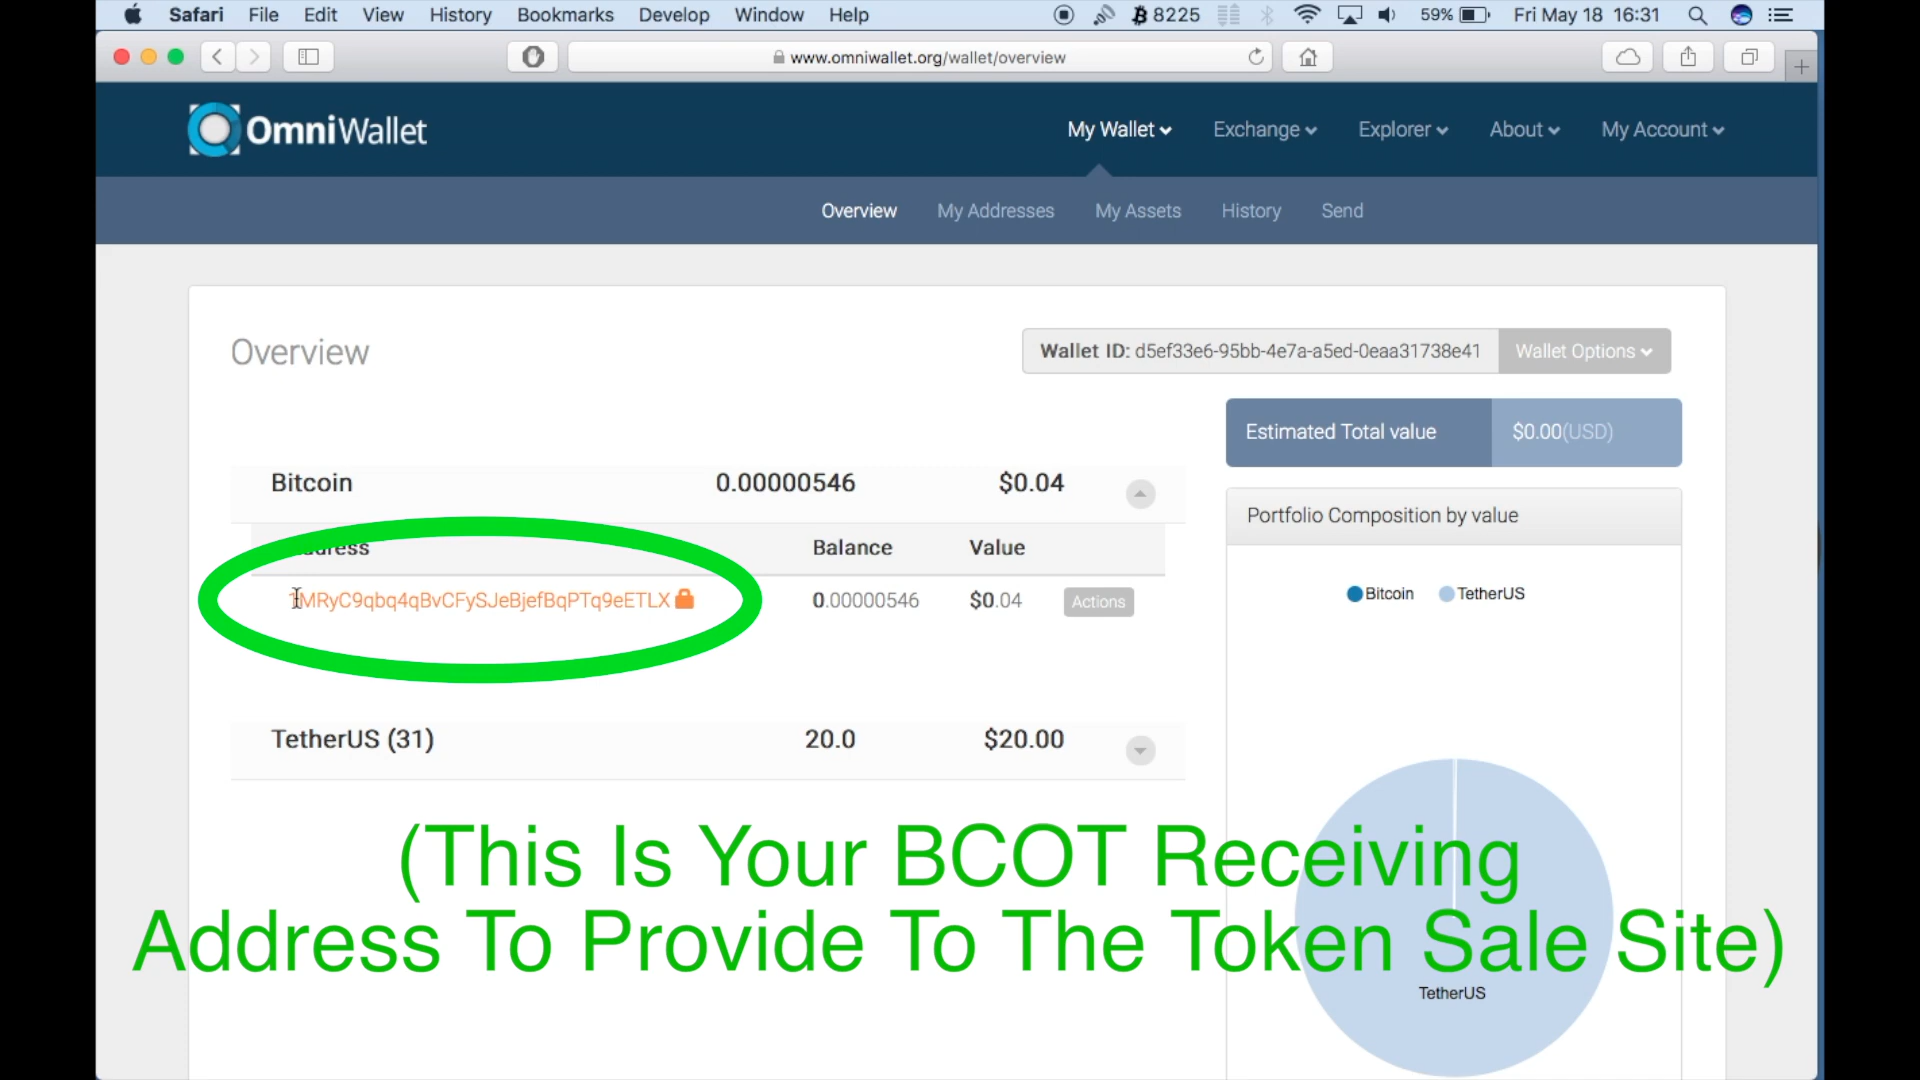 Safari File Edit View History Bookmarks Develop Window Help 8225 59% Fri May 18 16:31
www.omniwallet.org/wallet/overview
OmniWallet My Wallet Exchange Explorer About My Account
Overview My Addresses My Assets History Send
Overview
Wallet ID: d5ef33e6-95bb-4e7a-a5ed-0eaa31738e41 Wallet Options
Estimated Total value $0.00(USD)
Bitcoin 0.00000546 $0.04
Portfolio Composition by value
Balance Value
1MRyC9qbq4qBvCFySJeBjefBqPTq9eETLX 0.00000546 $0.04 Actions
Bitcoin TetherUS
TetherUS (31) 20.0 $20.00
(This Is Your BCOT Receiving
Address To Provide To The Token Sale Site)
TetherUS